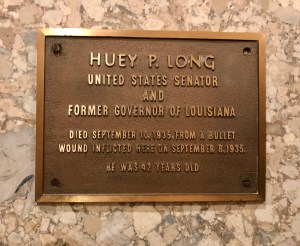 HUEY P. LONG
UNITED STATES SENATOR
AND
FORMER GOVERNOR OF LOUISIANA
DIED SEPTEMBER 10, 1935, FROM A BULLET
WOUND INFLICTED HERE ON SEPTEMBER 8, 1935.
HE WAS 42 YEARS OLD